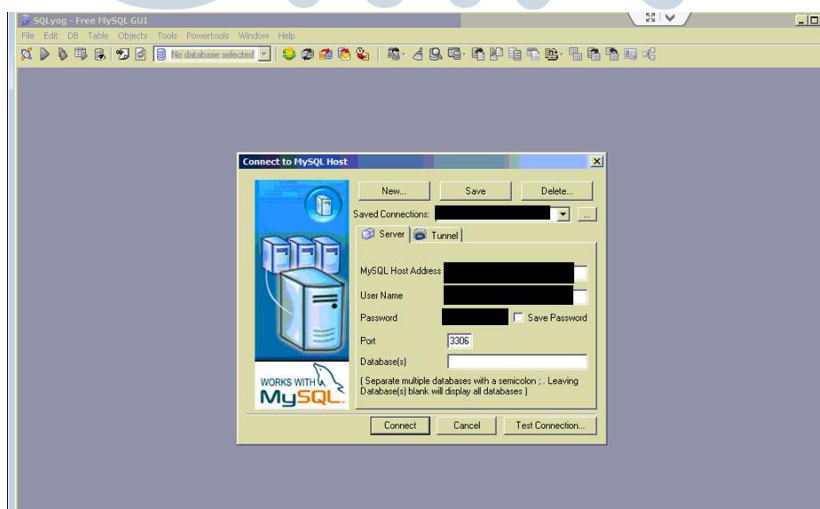 SQLyog - Free MySQL GUI
File Edit DB Table Objects Tools Powertools Window Help
No database selected
Connect to MySQL Host
New... Save Delete...
Saved Connections: ...
Server Tunnel
MySQL Host Address
User Name
Password Save Password
Port 3306
Database(s)
( Separate multiple databases with a semicolon ; . Leaving
Database(s) blank will display all databases )
WORKS WITH
MySQL
Connect Cancel Test Connection...